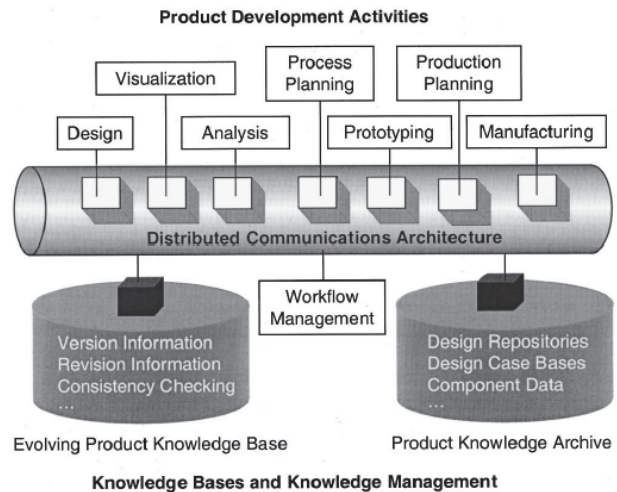 Product Development Activities
Visualization
Process
Planning
Production
Planning
Design
Analysis
Prototyping
Manufacturing
Distributed Communications Architecture
Workflow
Management
Version Information
Revision Information
Consistency Checking
...
Design Repositories
Design Case Bases
Component Data
...
Evolving Product Knowledge Base
Product Knowledge Archive
Knowledge Bases and Knowledge Management